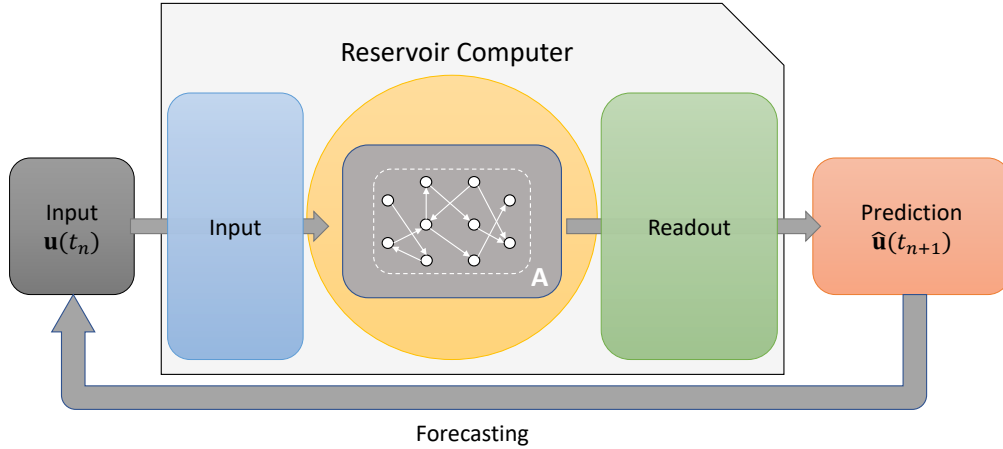 Reservoir Computer
Input
𝐮(𝑡ₙ)
Input
A
Readout
Prediction
𝐮̂(𝑡ₙ₊₁)
Forecasting